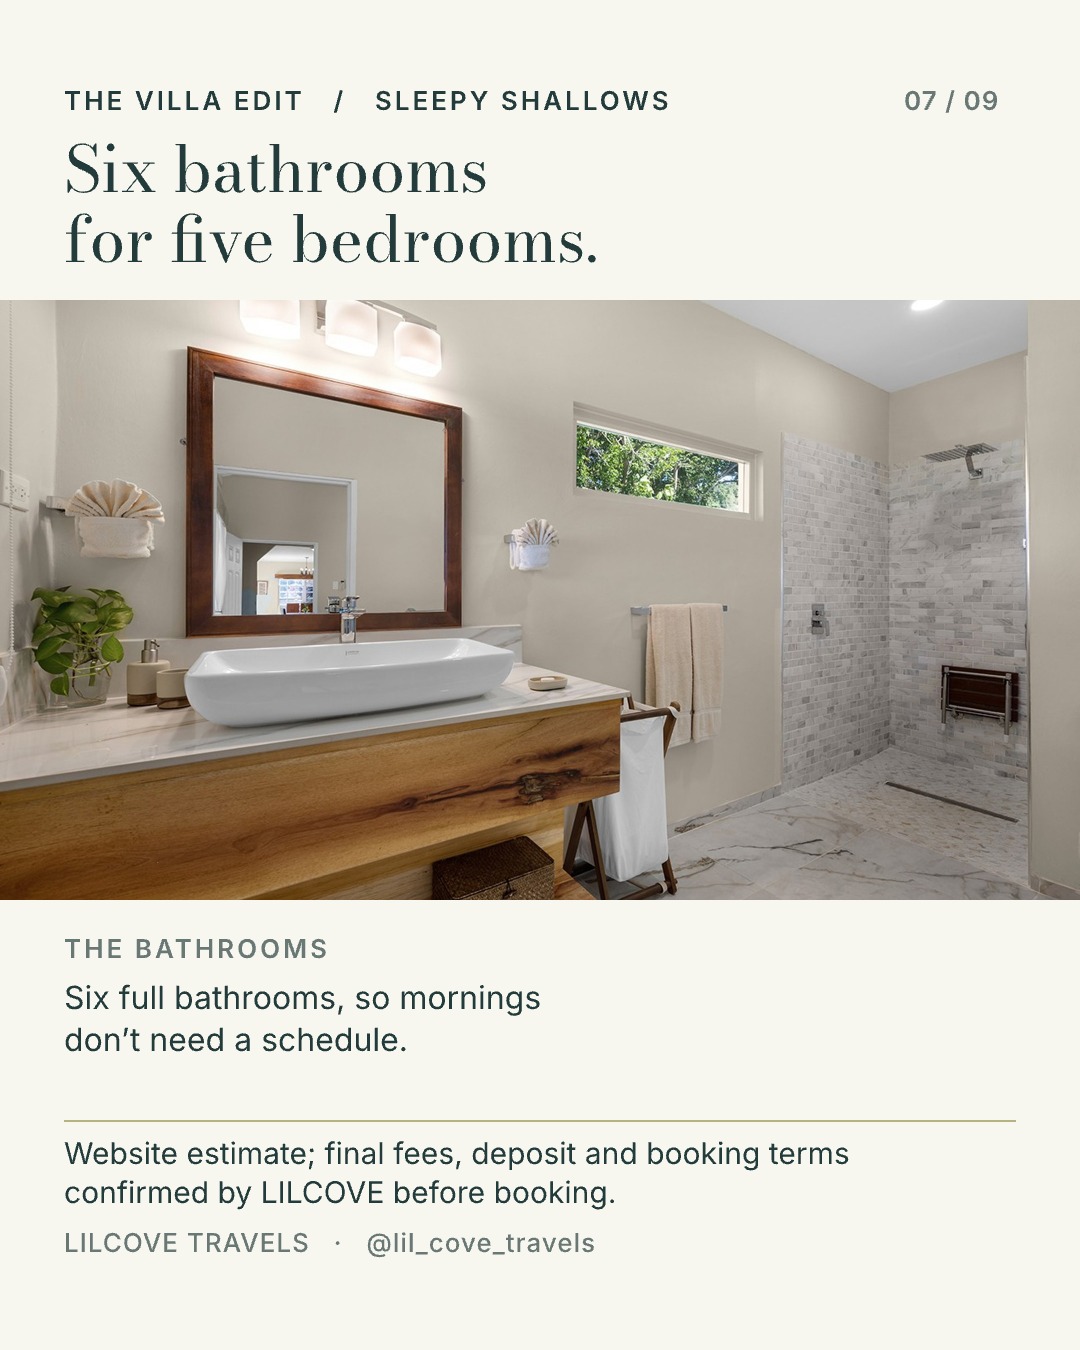 THE VILLA EDIT / SLEEPY SHALLOWS 07 / 09
Six bathrooms
for five bedrooms.
THE BATHROOMS
Six full bathrooms, so mornings
don’t need a schedule.
Website estimate; final fees, deposit and booking terms
confirmed by LILCOVE before booking.
LILCOVE TRAVELS · @lil_cove_travels